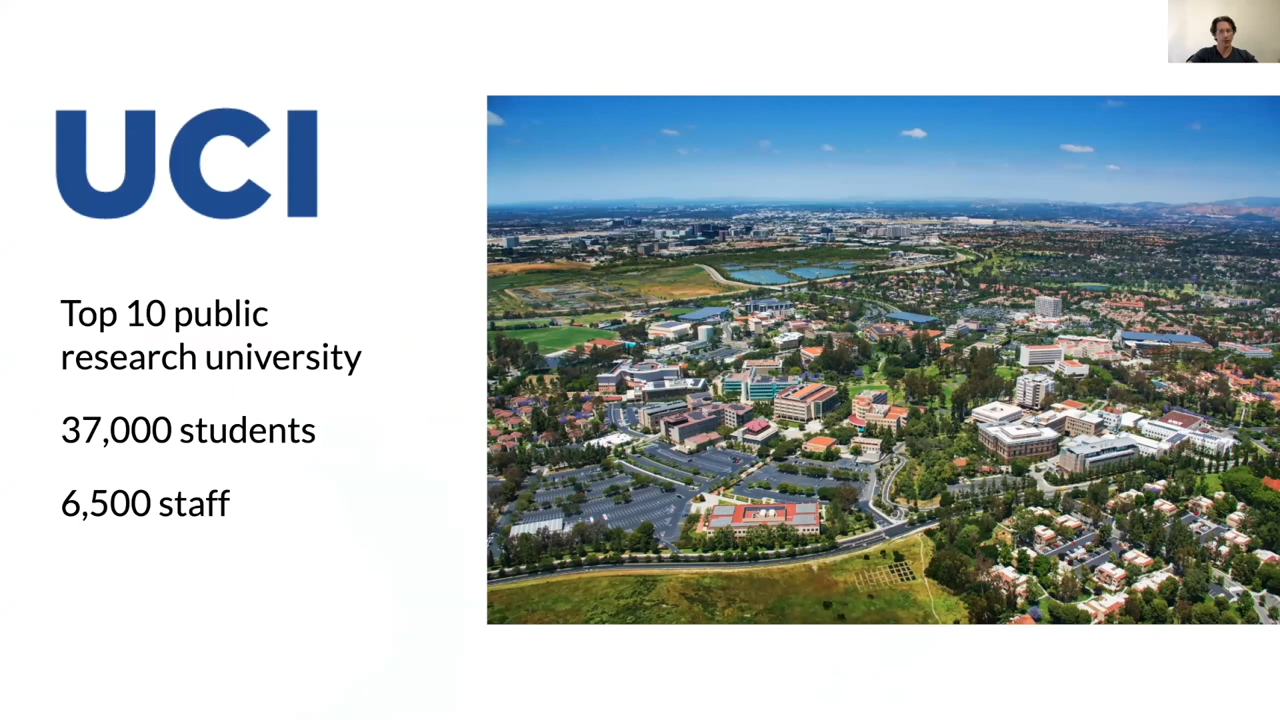 UCI
Top 10 public
research university
37,000 students
6,500 staff